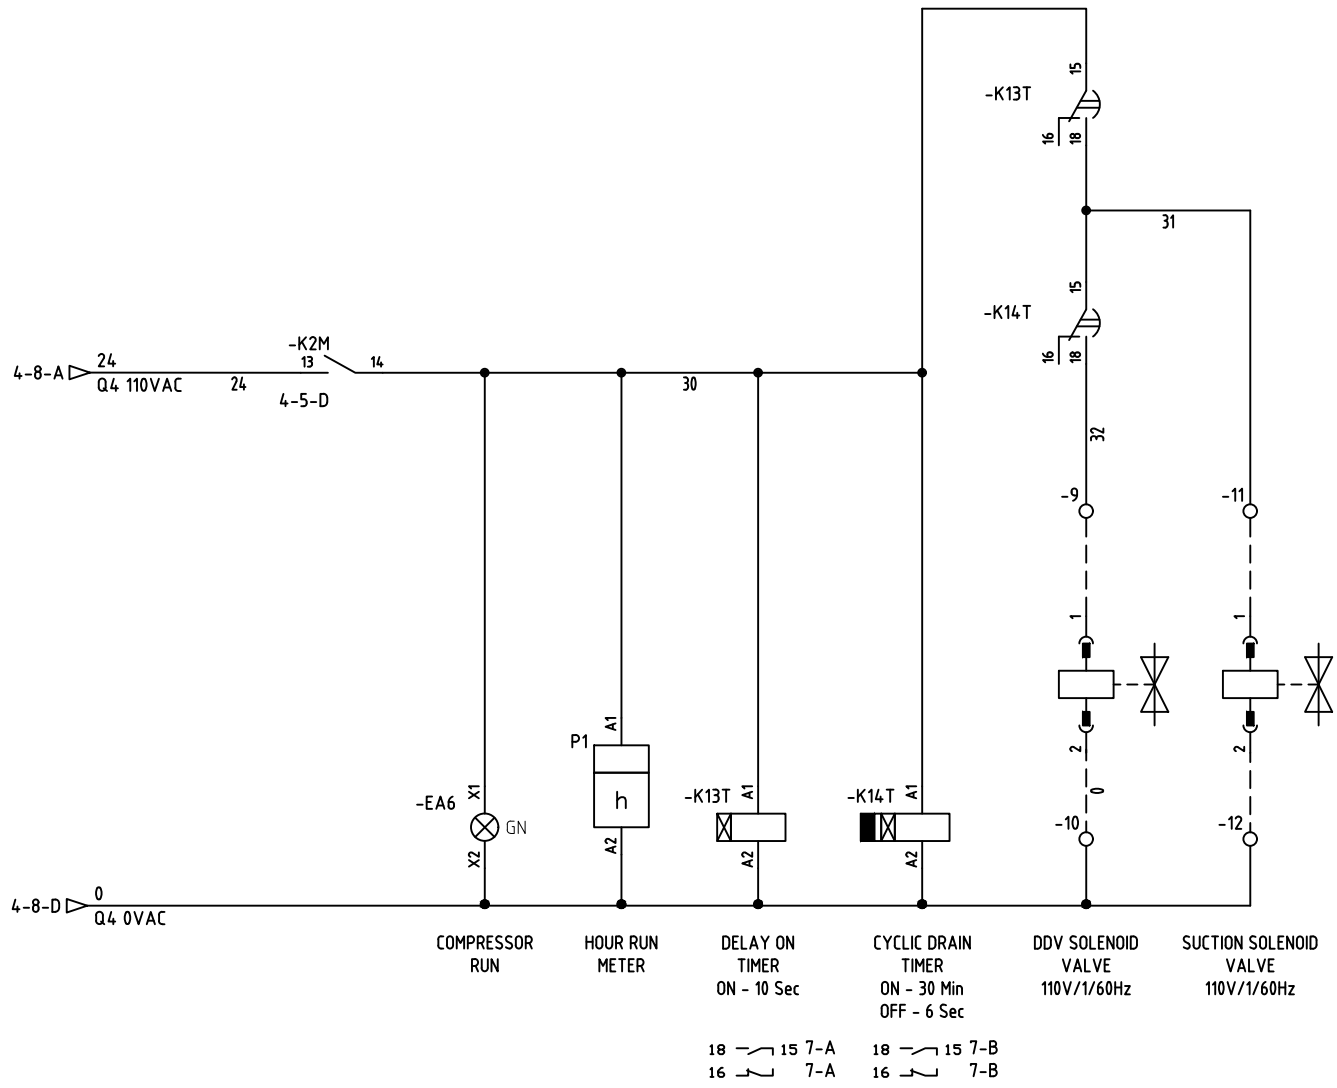 15
-K13T
16 18
31
15
-K14T
16 18
-K2M
4-8-A 24 13 14
Q4 110VAC 24 30
4-5-D
32
-9 -11
1 1
A1
P1
2 2
X1 A1 A1 0
-EA6 -K13T -K14T
h
GN
-10 -12
X2 A2 A2 A2
4-8-D 0
Q4 0VAC
COMPRESSOR
RUN
HOUR RUN
METER
DELAY ON
TIMER
ON - 10 Sec
CYCLIC DRAIN
TIMER
ON - 30 Min
OFF - 6 Sec
DDV SOLENOID
VALVE
110V/1/60Hz
SUCTION SOLENOID
VALVE
110V/1/60Hz
18 15 7-A
16 7-A
18 15 7-B
16 7-B